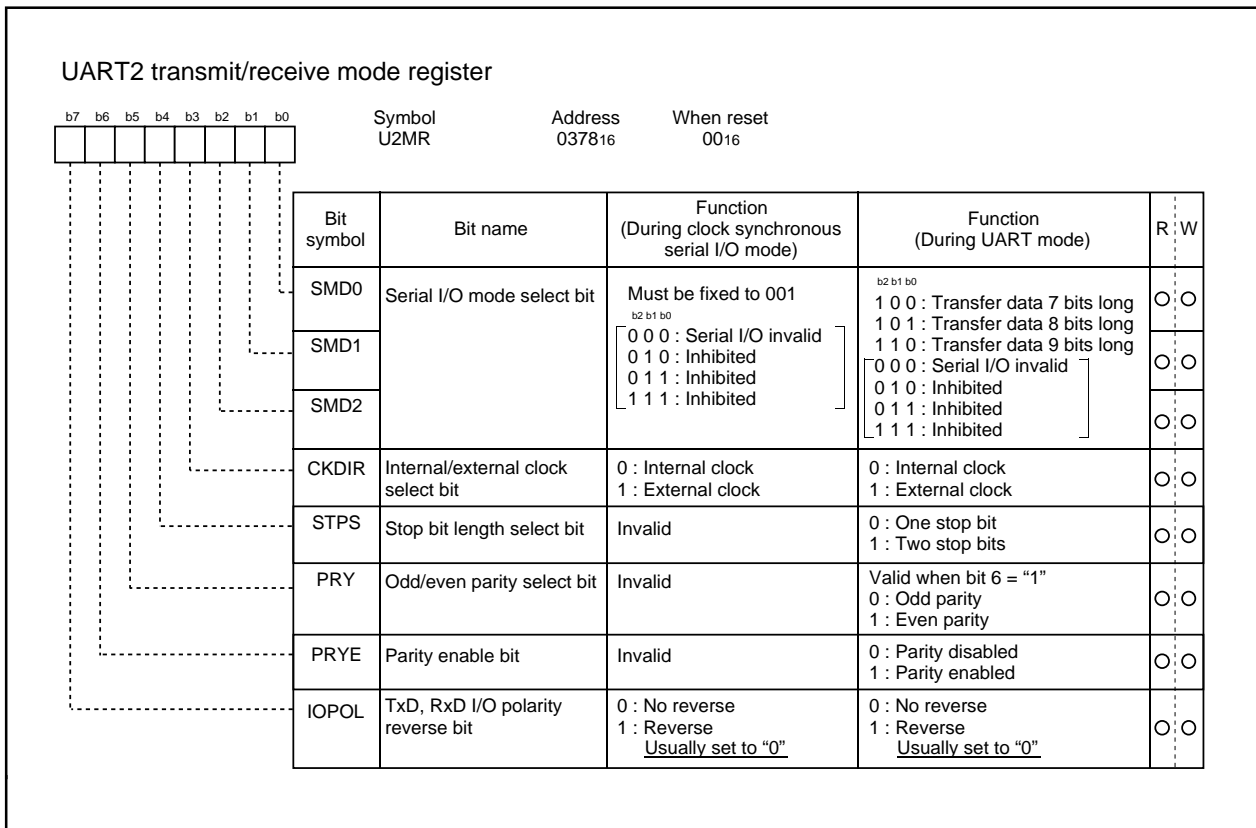 UART2 transmit/receive mode register
b7 b6 b5 b4 b3 b2 b1 b0
Symbol Address When reset
U2MR 037816 0016
Bit symbol
Bit name
Function
(During clock synchronous
serial I/O mode)
Function
(During UART mode)
R W
SMD0
SMD1
SMD2
Serial I/O mode select bit
Must be fixed to 001
b2 b1 b0
0 0 0 : Serial I/O invalid
0 1 0 : Inhibited
0 1 1 : Inhibited
1 1 1 : Inhibited
b2 b1 b0
1 0 0 : Transfer data 7 bits long
1 0 1 : Transfer data 8 bits long
1 1 0 : Transfer data 9 bits long
0 0 0 : Serial I/O invalid
0 1 0 : Inhibited
0 1 1 : Inhibited
1 1 1 : Inhibited
CKDIR
Internal/external clock
select bit
0 : Internal clock
1 : External clock
0 : Internal clock
1 : External clock
STPS
Stop bit length select bit
Invalid
0 : One stop bit
1 : Two stop bits
PRY
Odd/even parity select bit
Invalid
Valid when bit 6 = “1”
0 : Odd parity
1 : Even parity
PRYE
Parity enable bit
Invalid
0 : Parity disabled
1 : Parity enabled
IOPOL
TxD, RxD I/O polarity
reverse bit
0 : No reverse
1 : Reverse
Usually set to “0”
0 : No reverse
1 : Reverse
Usually set to “0”